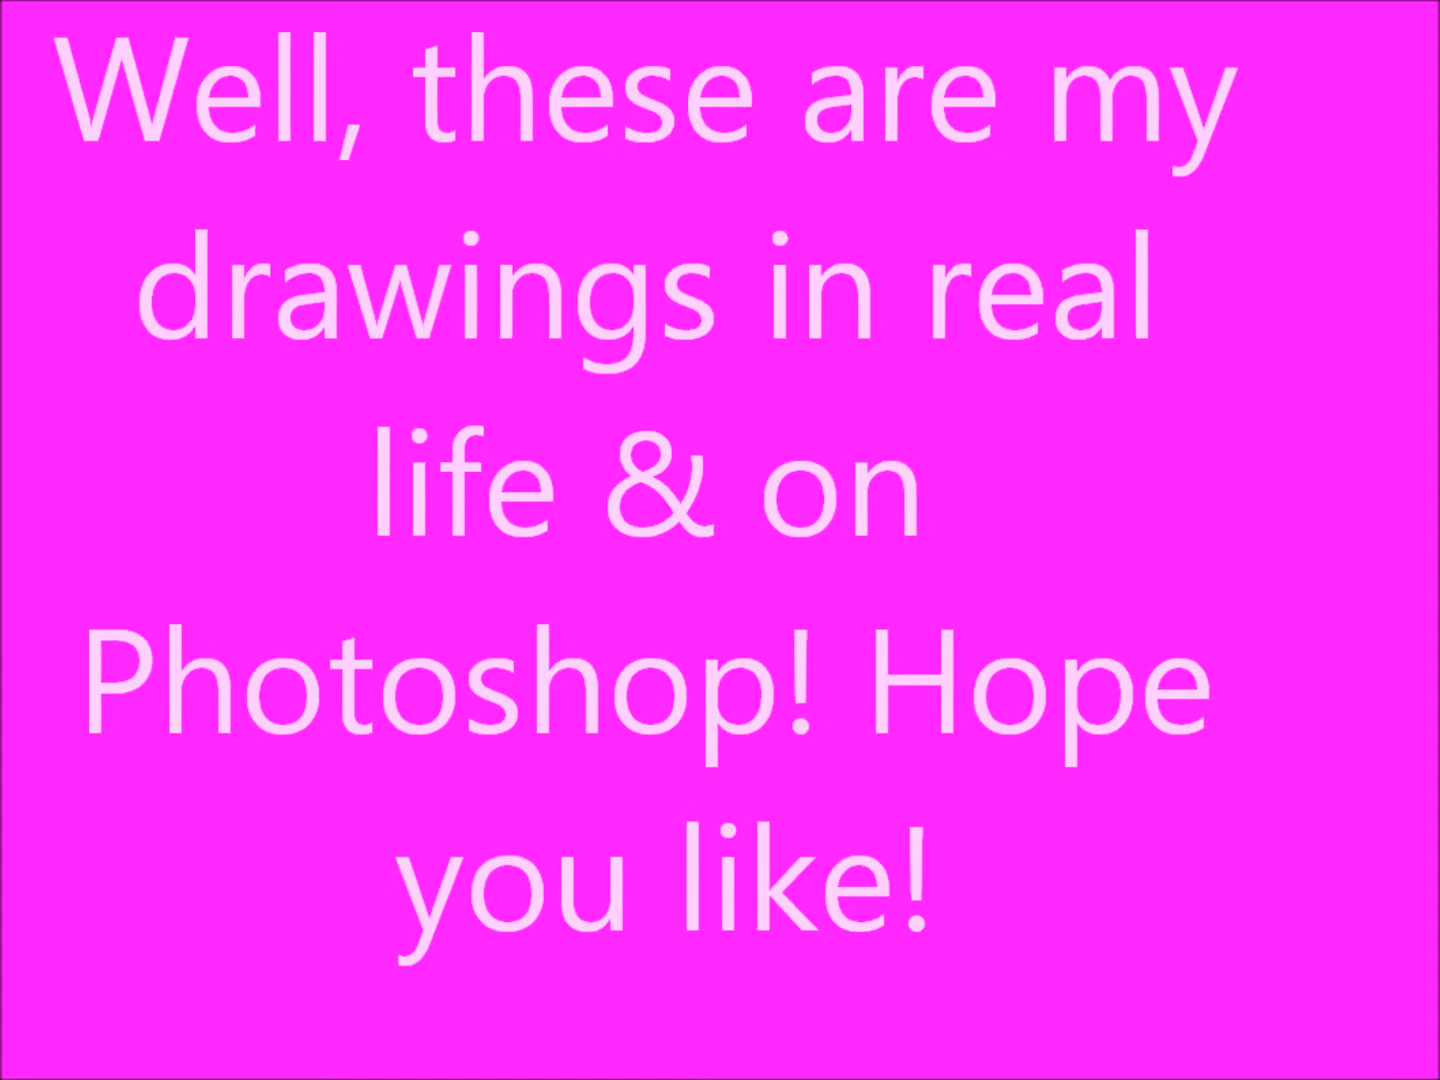 Well, these are my
drawings in real
life & on
Photoshop! Hope
you like!